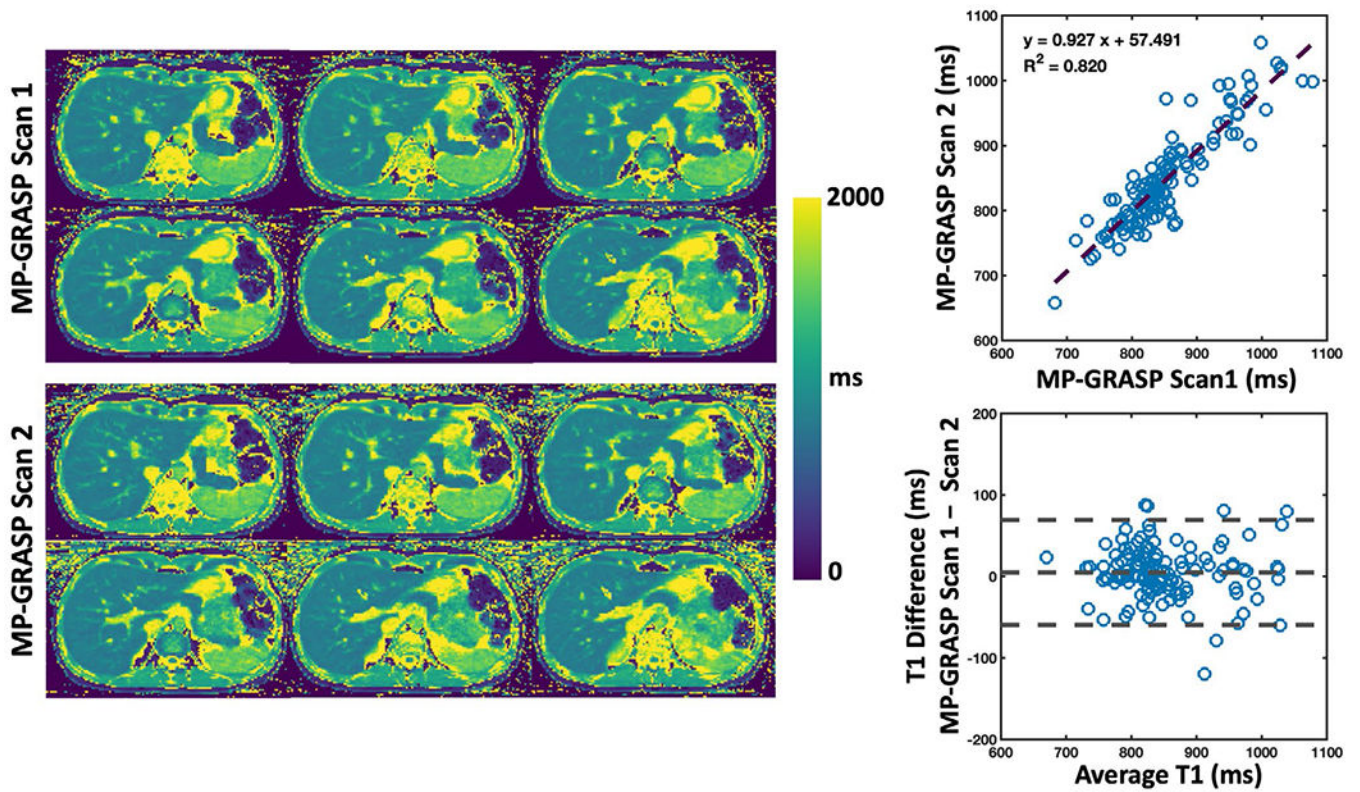 MP-GRASP Scan 1
MP-GRASP Scan 2
2000
ms
0
1100
1000
900
800
700
600
600
700
800
900
1000
1100
y = 0.927 x + 57.491
R² = 0.820
MP-GRASP Scan 2 (ms)
MP-GRASP Scan1 (ms)
200
100
0
-100
-200
600
700
800
900
1000
1100
T1 Difference (ms)
MP-GRASP Scan 1 – Scan 2
Average T1 (ms)